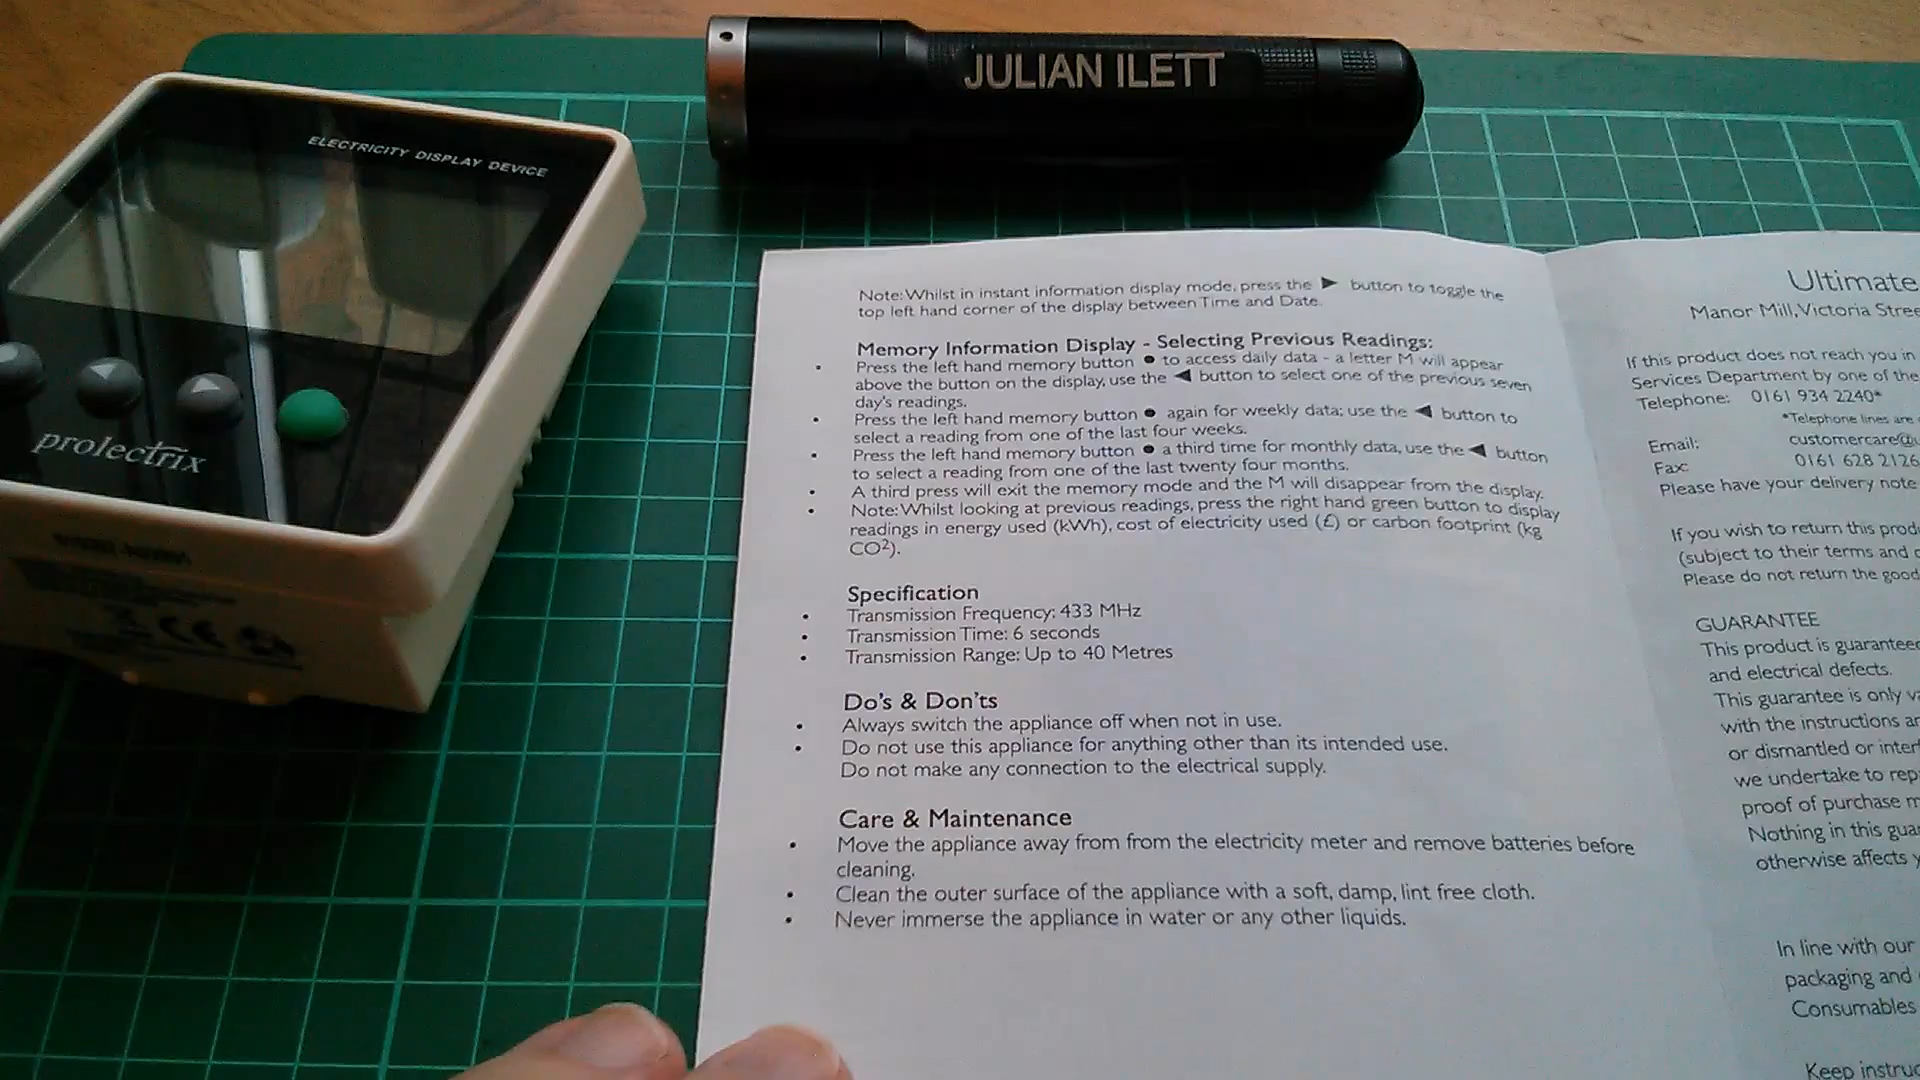 JULIAN ILETT
ELECTRICITY DISPLAY DEVICE
prolectrix
CE
Note: Whilst in instant information display mode, press the ► button to toggle the
top left hand corner of the display between Time and Date.
Memory Information Display - Selecting Previous Readings:
• Press the left hand memory button ● to access daily data - a letter M will appear
above the button on the display, use the ◄ button to select one of the previous seven
day's readings.
• Press the left hand memory button ● again for weekly data; use the ◄ button to
select a reading from one of the last four weeks.
• Press the left hand memory button ● a third time for monthly data, use the ◄ button
to select a reading from one of the last twenty four months.
• A third press will exit the memory mode and the M will disappear from the display.
• Note: Whilst looking at previous readings, press the right hand green button to display
readings in energy used (kWh), cost of electricity used (£) or carbon footprint (kg
CO²).
Specification
• Transmission Frequency: 433 MHz
• Transmission Time: 6 seconds
• Transmission Range: Up to 40 Metres
Do's & Don'ts
• Always switch the appliance off when not in use.
• Do not use this appliance for anything other than its intended use.
Do not make any connection to the electrical supply.
Care & Maintenance
• Move the appliance away from from the electricity meter and remove batteries before
cleaning.
• Clean the outer surface of the appliance with a soft, damp, lint free cloth.
• Never immerse the appliance in water or any other liquids.
Ultimate
Manor Mill, Victoria
If this product does not reach you in
Services Department by one of the
Telephone: 0161 934 2240*
*Telephone lines are
Email: customercare@
Fax: 0161 628 2126
Please have your delivery note
If you wish to return this
(subject to their terms and
Please do not return the
GUARANTEE
This product is
and electrical defects.
This guarantee is only
with the instructions
or dismantled or
we undertake to
proof of purchase
Nothing in this
otherwise affects
In line with our
packaging and
Consumables
Keep